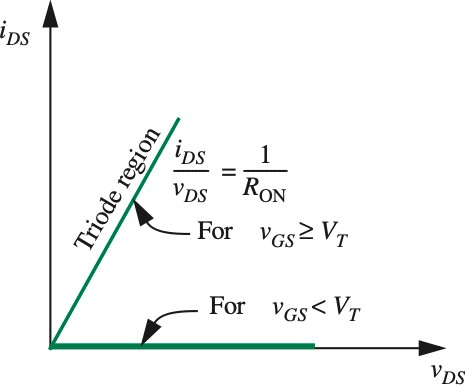 i_DS
Triode region
i_DS / v_DS = 1 / R_ON
For v_GS ≥ V_T
For v_GS < V_T
v_DS